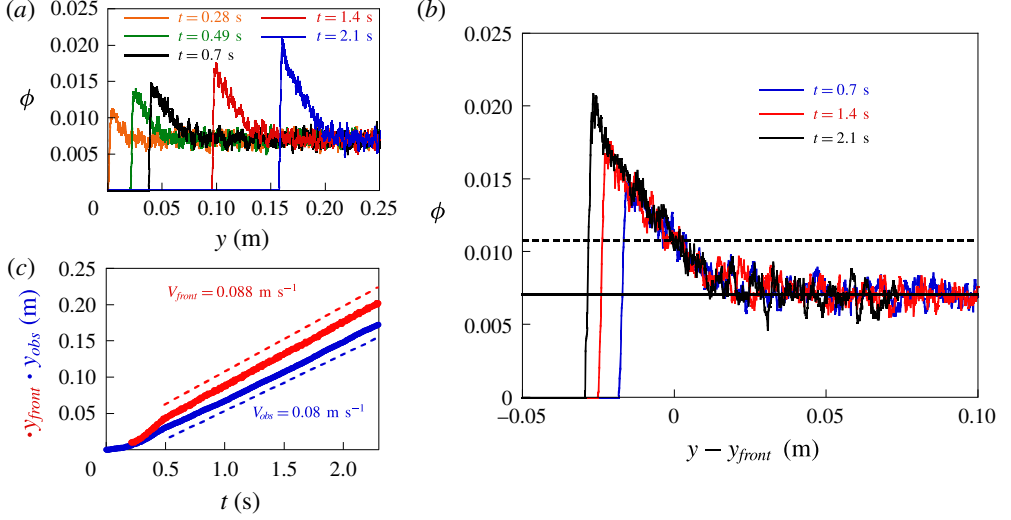 (a)
0.025
0.020
0.015
0.010
0.005
0
0.05
0.10
0.15
0.20
0.25
ϕ
y (m)
t = 0.28 s
t = 0.49 s
t = 0.7 s
t = 1.4 s
t = 2.1 s
(b)
0.025
0.020
0.015
0.010
0.005
0
−0.05
0
0.05
0.10
ϕ
y − y_front (m)
t = 0.7 s
t = 1.4 s
t = 2.1 s
(c)
0.25
0.20
0.15
0.10
0.05
0
0.5
1.0
1.5
2.0
• y_front • y_obs (m)
t (s)
V_front = 0.088 m s⁻¹
V_obs = 0.08 m s⁻¹